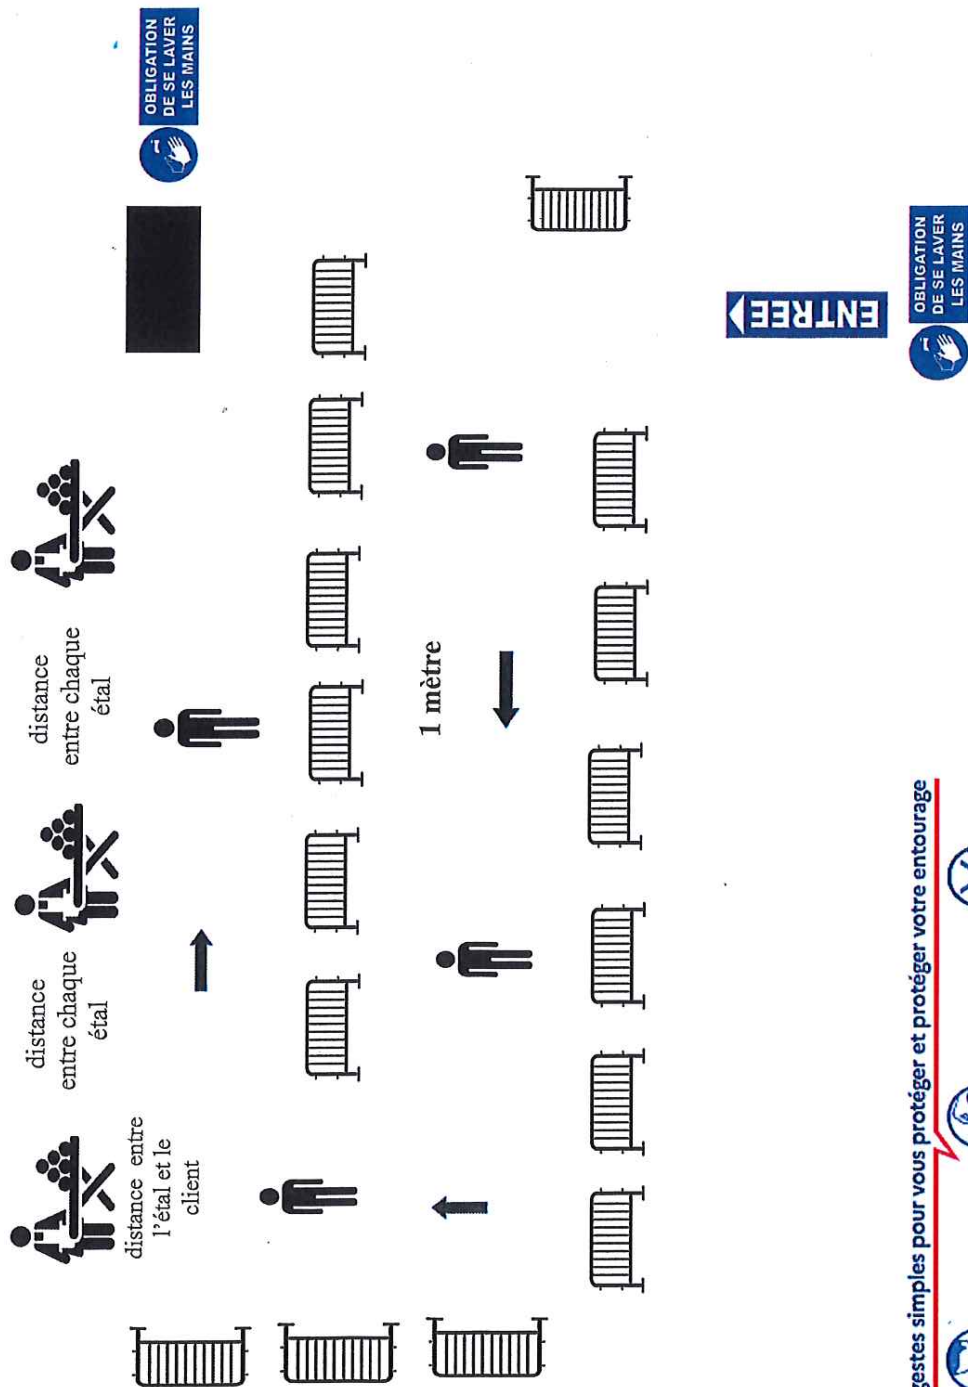 distance
entre chaque
étal
distance
entre chaque
étal
distance entre
l'étal et le
client
OBLIGATION
DE SE LAVER
LES MAINS
1 mètre
ENTREE
OBLIGATION
DE SE LAVER
LES MAINS
gestes simples pour vous protéger et protéger votre entourage